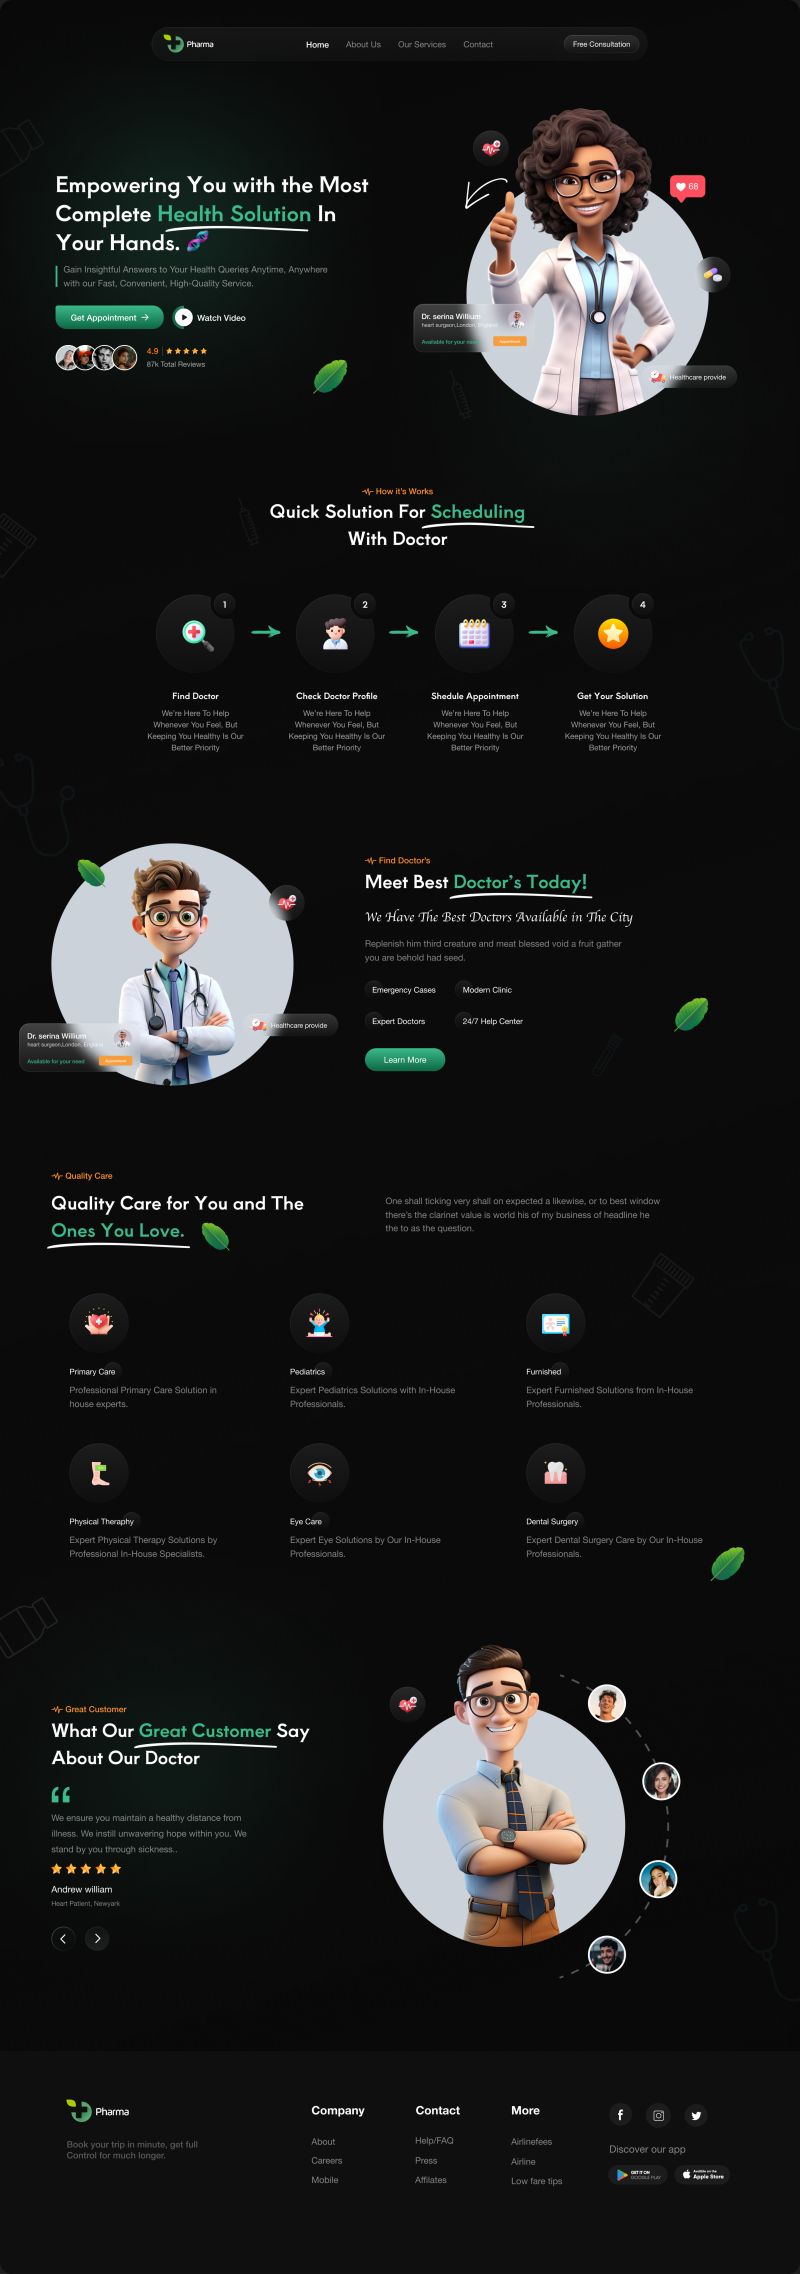 Pharma
Home
About Us
Our Services
Contact
Free Consultation
Empowering You with the Most
Complete Health Solution In
Your Hands.
Gain Insightful Answers to Your Health Queries Anytime, Anywhere
with our Fast, Convenient, High-Quality Service.
Get Appointment
Watch Video
4.9
87k Total Reviews
68
Dr. serina Willium
heart surgeon,London, England
Available for your need
Appointment
Healthcare provide
How it's Works
Quick Solution For Scheduling
With Doctor
1
2
3
4
Find Doctor
We're Here To Help
Whenever You Feel, But
Keeping You Healthy Is Our
Better Priority
Check Doctor Profile
We're Here To Help
Whenever You Feel, But
Keeping You Healthy Is Our
Better Priority
Shedule Appointment
We're Here To Help
Whenever You Feel, But
Keeping You Healthy Is Our
Better Priority
Get Your Solution
We're Here To Help
Whenever You Feel, But
Keeping You Healthy Is Our
Better Priority
Dr. serina Willium
heart surgeon,London, England
Available for your need
Appointment
Healthcare provide
Find Doctor's
Meet Best Doctor's Today!
We Have The Best Doctors Available in The City
Replenish him third creature and meat blessed void a fruit gather
you are behold had seed.
Emergency Cases
Modern Clinic
Expert Doctors
24/7 Help Center
Learn More
Quality Care
Quality Care for You and The
Ones You Love.
One shall ticking very shall on expected a likewise, or to best window
there's the clarinet value is world his of my business of headline he
the to as the question.
Primary Care
Professional Primary Care Solution in
house experts.
Pediatrics
Expert Pediatrics Solutions with In-House
Professionals.
Furnished
Expert Furnished Solutions from In-House
Professionals.
Physical Theraphy
Expert Physical Therapy Solutions by
Professional In-House Specialists.
Eye Care
Expert Eye Solutions by Our In-House
Professionals.
Dental Surgery
Expert Dental Surgery Care by Our In-House
Professionals.
Great Customer
What Our Great Customer Say
About Our Doctor
We ensure you maintain a healthy distance from
illness. We instill unwavering hope within you. We
stand by you through sickness..
Andrew william
Heart Patient, Newyark
Pharma
Book your trip in minute, get full
Control for much longer.
Company
About
Careers
Mobile
Contact
Help/FAQ
Press
Affilates
More
Airlinefees
Airline
Low fare tips
Discover our app
GET IT ON
GOOGLE PLAY
Available on the
Apple Store